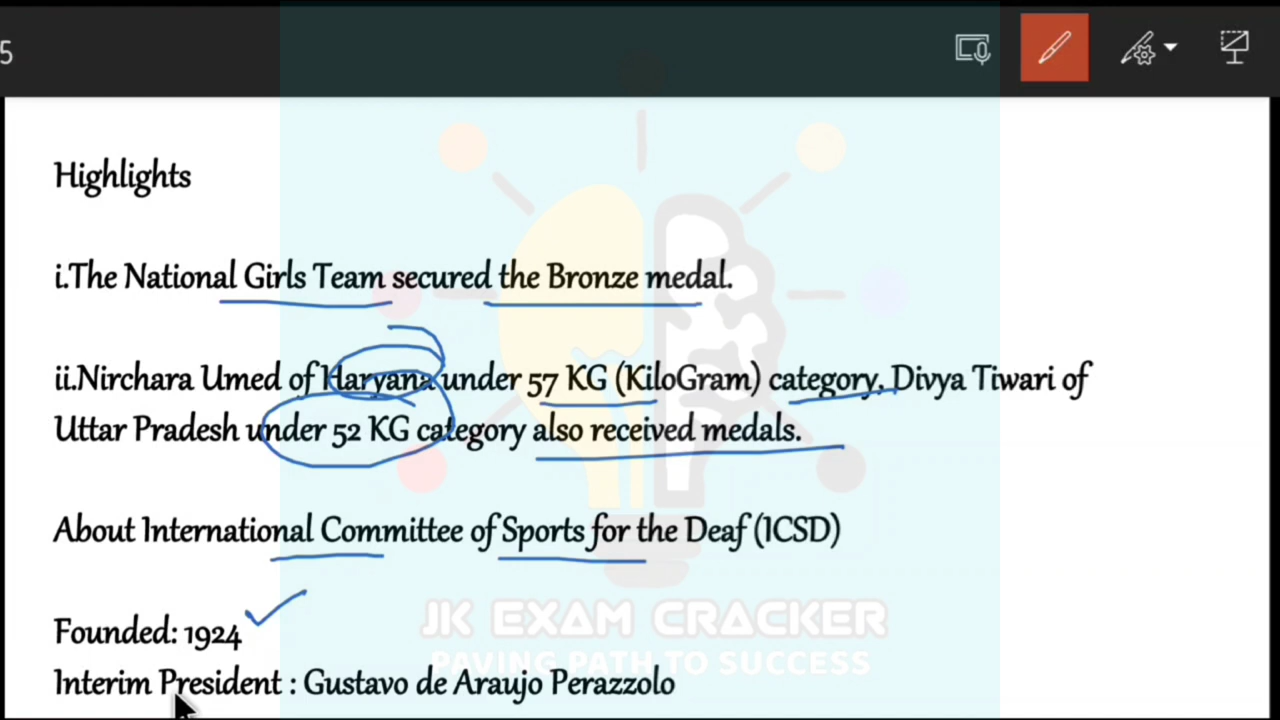 5
Highlights
i.The National Girls Team secured the Bronze medal.
ii.Nirchara Umed of Haryana under 57 KG (KiloGram) category. Divya Tiwari of
Uttar Pradesh under 52 KG category also received medals.
About International Committee of Sports for the Deaf (ICSD)
Founded: 1924
Interim President : Gustavo de Araujo Perazzolo
JK EXAM CRACKER
PAVING PATH TO SUCCESS